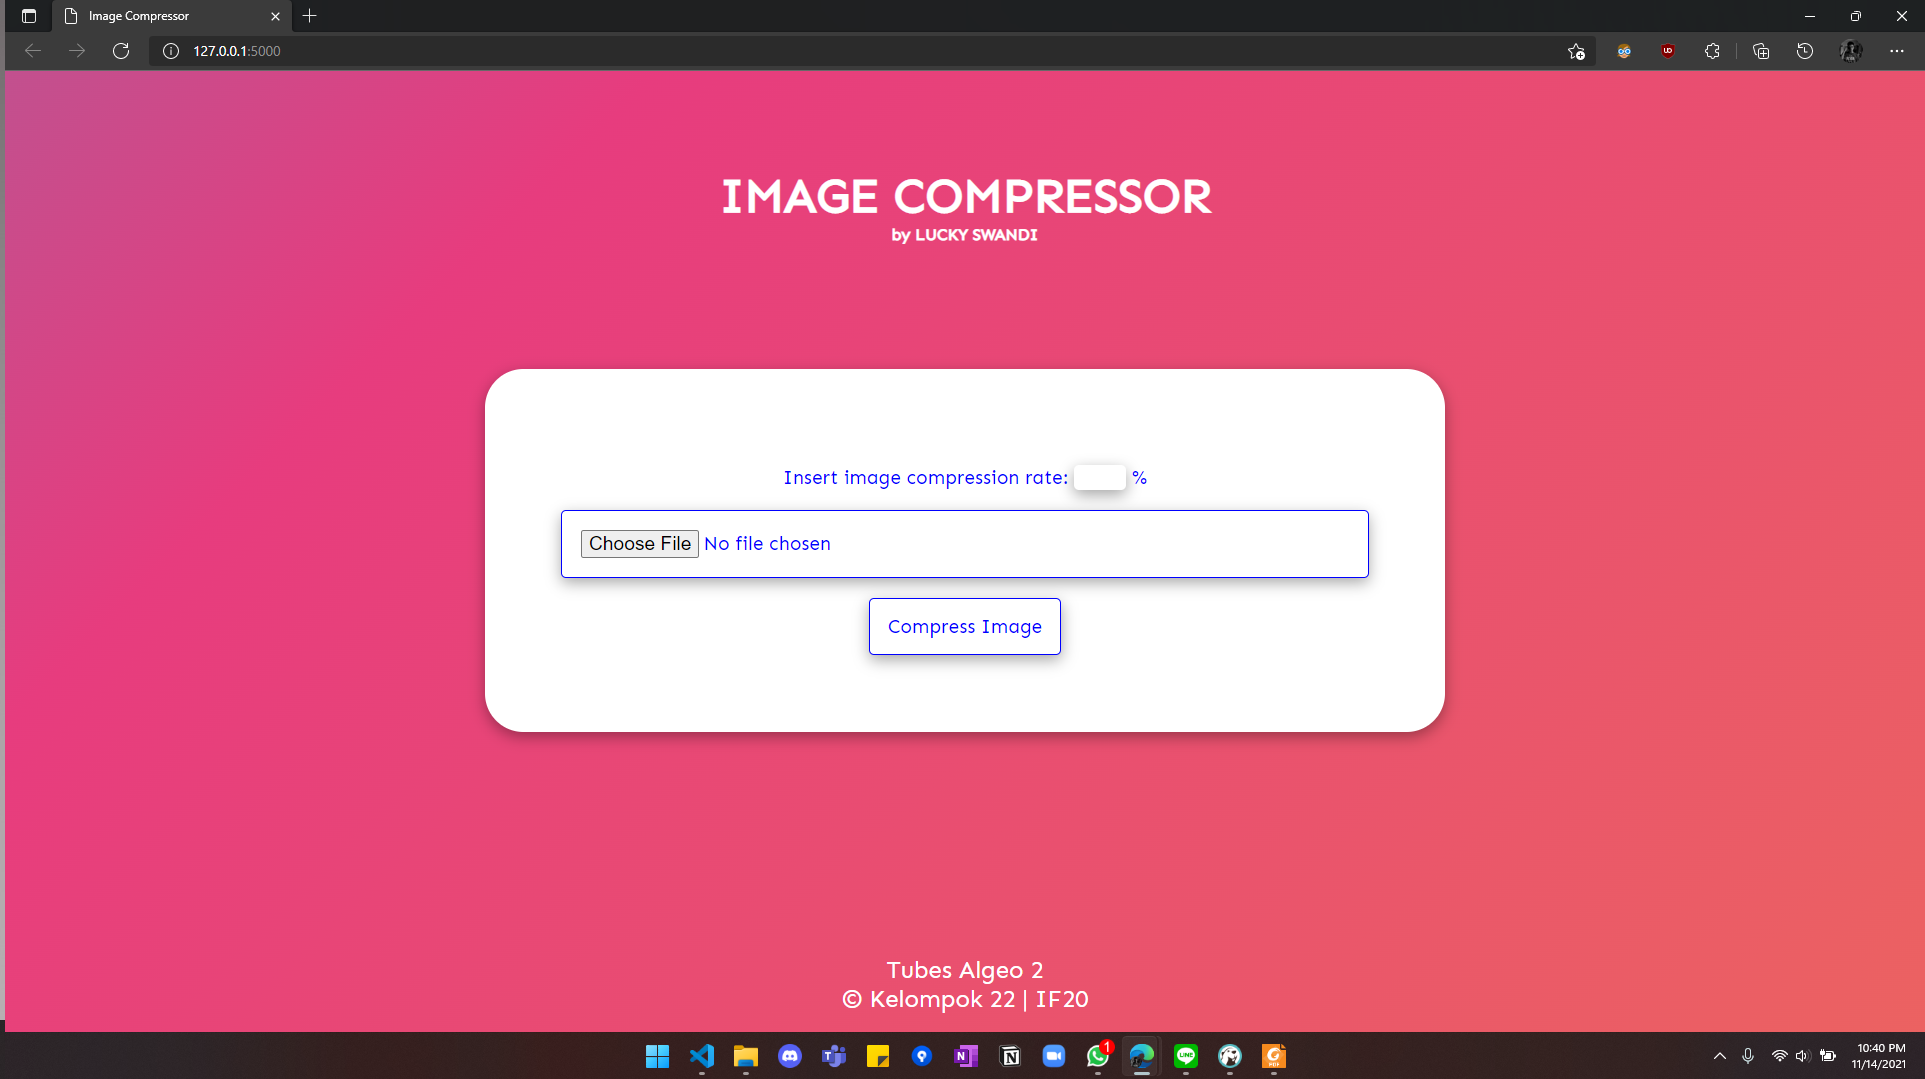 Image Compressor
127.0.0.1:5000
IMAGE COMPRESSOR
by LUCKY SWANDI
Insert image compression rate: %
Choose File No file chosen
Compress Image
Tubes Algeo 2
© Kelompok 22 | IF20
1
10:40 PM
11/14/2021